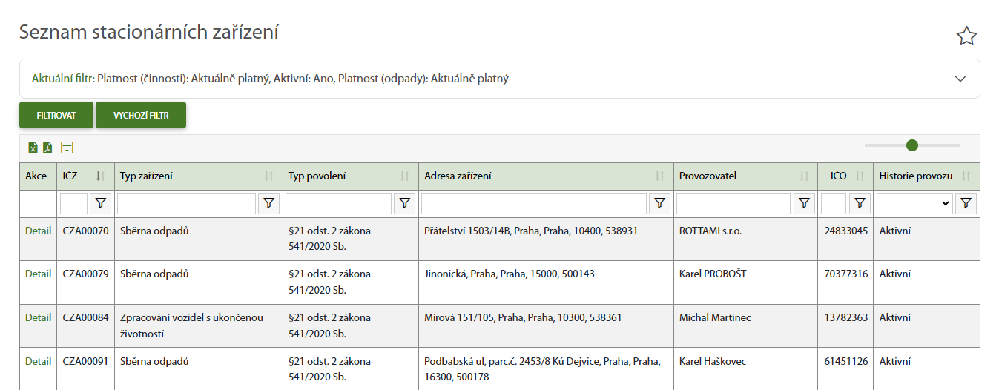 Seznam stacionárních zařízení
Aktuální filtr: Platnost (činnosti): Aktuálně platný, Aktivní: Ano, Platnost (odpady): Aktuálně platný
FILTROVAT VYCHOZÍ FILTR
Akce IČZ Typ zařízení Typ povolení Adresa zařízení Provozovatel IČO Historie provozu
-
Detail CZA00070 Sběrna odpadů §21 odst. 2 zákona Přátelství 1503/14B, Praha, Praha, 10400, 538931 ROTTAMI s.r.o. 24833045 Aktivní
541/2020 Sb.
Detail CZA00079 Sběrna odpadů §21 odst. 2 zákona Jinonická, Praha, Praha, 15000, 500143 Karel PROBOŠT 70377316 Aktivní
541/2020 Sb.
Detail CZA00084 Zpracování vozidel s ukončenou §21 odst. 2 zákona Mírová 151/105, Praha, Praha, 10300, 538361 Michal Martinec 13782363 Aktivní
životností 541/2020 Sb.
Detail CZA00091 Sběrna odpadů §21 odst. 2 zákona Podbabská ul, parc.č. 2453/8 Kú Dejvice, Praha, Praha, Karel Haškovec 61451126 Aktivní
541/2020 Sb. 16300, 500178